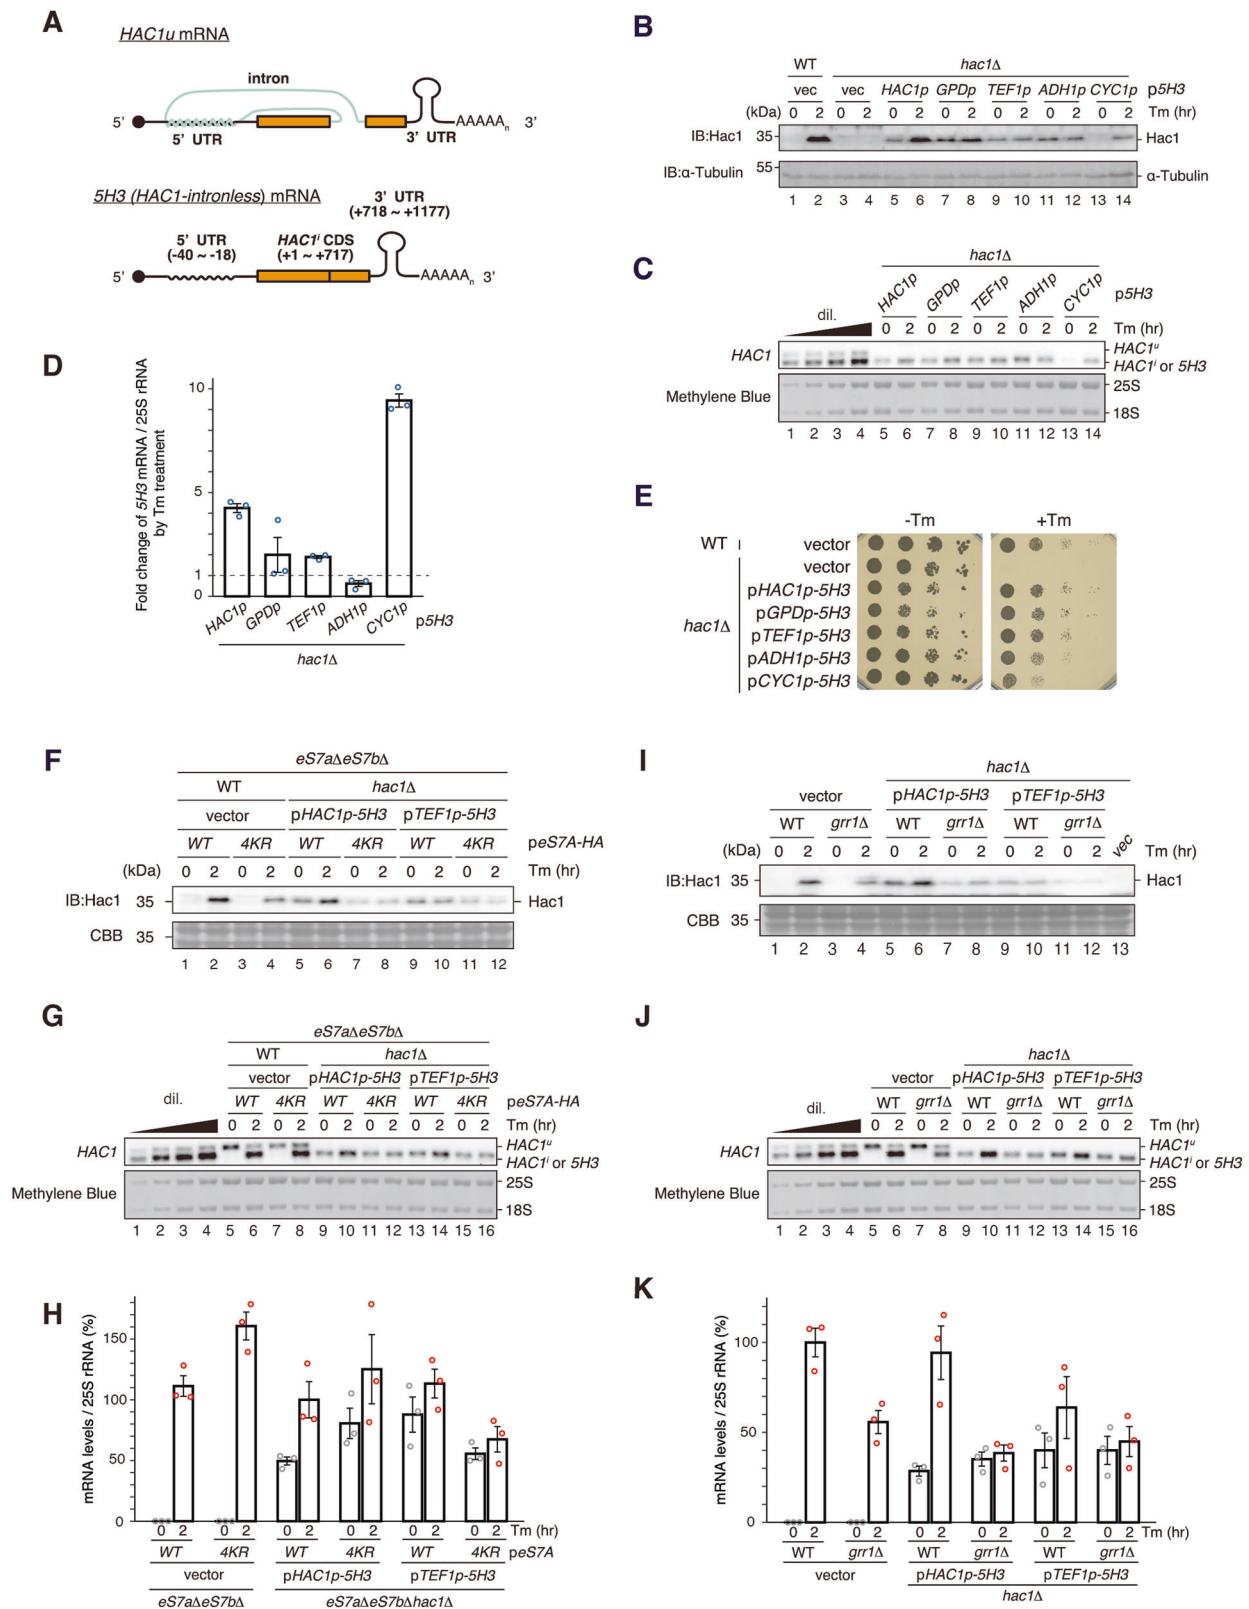 A
HAC1u mRNA
intron
5'
5' UTR
3' UTR
AAAAAn
3'
5H3 (HAC1-intronless) mRNA
3' UTR
(+718 ~ +1177)
5' UTR
(-40 ~ -18)
HAC1i CDS
(+1 ~ +717)
5'
AAAAAn
3'
B
WT
hac1Δ
vec
vec
HAC1p
GPDp
TEF1p
ADH1p
CYC1p
p5H3
(kDa)
0 2 0 2 0 2 0 2 0 2 0 2 0 2
Tm (hr)
IB:Hac1
35
Hac1
IB:α-Tubulin
55
α-Tubulin
1 2 3 4 5 6 7 8 9 10 11 12 13 14
C
hac1Δ
HAC1p
GPDp
TEF1p
ADH1p
CYC1p
p5H3
dil.
0 2 0 2 0 2 0 2 0 2
Tm (hr)
HAC1
HAC1u
HAC1i or 5H3
Methylene Blue
25S
18S
1 2 3 4 5 6 7 8 9 10 11 12 13 14
D
Fold change of 5H3 mRNA / 25S rRNA
by Tm treatment
10
5
1
0
HAC1p
GPDp
TEF1p
ADH1p
CYC1p
p5H3
hac1Δ
E
-Tm
+Tm
WT
vector
hac1Δ
vector
pHAC1p-5H3
pGPDp-5H3
pTEF1p-5H3
pADH1p-5H3
pCYC1p-5H3
F
eS7aΔeS7bΔ
WT
hac1Δ
vector
pHAC1p-5H3
pTEF1p-5H3
WT 4KR WT 4KR WT 4KR
peS7A-HA
(kDa)
0 2 0 2 0 2 0 2 0 2 0 2
Tm (hr)
IB:Hac1
35
Hac1
CBB
35
1 2 3 4 5 6 7 8 9 10 11 12
I
hac1Δ
vector
pHAC1p-5H3
pTEF1p-5H3
WT grr1Δ WT grr1Δ WT grr1Δ
vec
(kDa)
0 2 0 2 0 2 0 2 0 2 0 2
Tm (hr)
IB:Hac1
35
Hac1
CBB
35
1 2 3 4 5 6 7 8 9 10 11 12 13
G
eS7aΔeS7bΔ
WT
hac1Δ
vector
pHAC1p-5H3
pTEF1p-5H3
dil.
WT 4KR WT 4KR WT 4KR
peS7A-HA
0 2 0 2 0 2 0 2 0 2 0 2
Tm (hr)
HAC1
HAC1u
HAC1i or 5H3
Methylene Blue
25S
18S
1 2 3 4 5 6 7 8 9 10 11 12 13 14 15 16
J
hac1Δ
vector
pHAC1p-5H3
pTEF1p-5H3
dil.
WT grr1Δ WT grr1Δ WT grr1Δ
0 2 0 2 0 2 0 2 0 2 0 2
Tm (hr)
HAC1
HAC1u
HAC1i or 5H3
Methylene Blue
25S
18S
1 2 3 4 5 6 7 8 9 10 11 12 13 14 15 16
H
mRNA levels / 25S rRNA (%)
150
100
50
0
0 2 0 2 0 2 0 2 0 2 0 2
Tm (hr)
WT 4KR WT 4KR WT 4KR
peS7A
vector
pHAC1p-5H3
pTEF1p-5H3
eS7aΔeS7bΔ
eS7aΔeS7bΔhac1Δ
K
mRNA levels / 25S rRNA (%)
100
50
0
0 2 0 2 0 2 0 2 0 2 0 2
Tm (hr)
WT grr1Δ WT grr1Δ WT grr1Δ
vector
pHAC1p-5H3
pTEF1p-5H3
hac1Δ